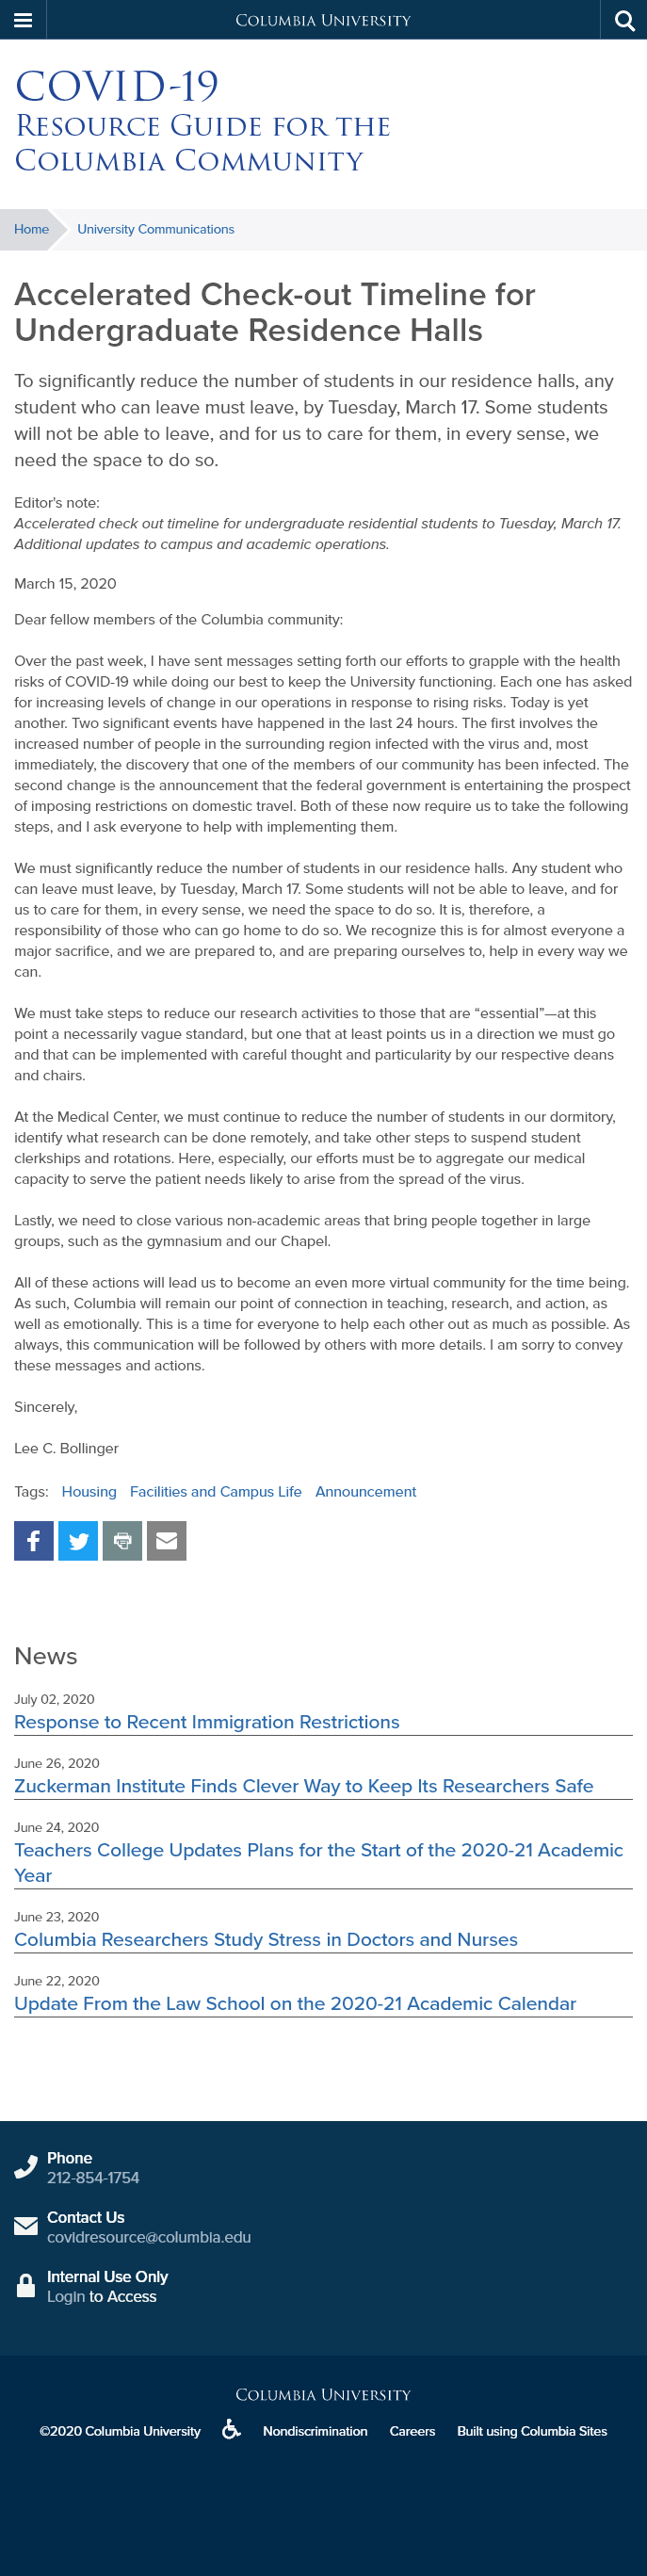 Columbia University
COVID-19
Resource Guide for the
Columbia Community
Home University Communications
Accelerated Check-out Timeline for
Undergraduate Residence Halls
To significantly reduce the number of students in our residence halls, any
student who can leave must leave, by Tuesday, March 17. Some students
will not be able to leave, and for us to care for them, in every sense, we
need the space to do so.
Editor's note:
Accelerated check out timeline for undergraduate residential students to Tuesday, March 17.
Additional updates to campus and academic operations.
March 15, 2020
Dear fellow members of the Columbia community:
Over the past week, I have sent messages setting forth our efforts to grapple with the health
risks of COVID-19 while doing our best to keep the University functioning. Each one has asked
for increasing levels of change in our operations in response to rising risks. Today is yet
another. Two significant events have happened in the last 24 hours. The first involves the
increased number of people in the surrounding region infected with the virus and, most
immediately, the discovery that one of the members of our community has been infected. The
second change is the announcement that the federal government is entertaining the prospect
of imposing restrictions on domestic travel. Both of these now require us to take the following
steps, and I ask everyone to help with implementing them.
We must significantly reduce the number of students in our residence halls. Any student who
can leave must leave, by Tuesday, March 17. Some students will not be able to leave, and for
us to care for them, in every sense, we need the space to do so. It is, therefore, a
responsibility of those who can go home to do so. We recognize this is for almost everyone a
major sacrifice, and we are prepared to, and are preparing ourselves to, help in every way we
can.
We must take steps to reduce our research activities to those that are “essential”—at this
point a necessarily vague standard, but one that at least points us in a direction we must go
and that can be implemented with careful thought and particularity by our respective deans
and chairs.
At the Medical Center, we must continue to reduce the number of students in our dormitory,
identify what research can be done remotely, and take other steps to suspend student
clerkships and rotations. Here, especially, our efforts must be to aggregate our medical
capacity to serve the patient needs likely to arise from the spread of the virus.
Lastly, we need to close various non-academic areas that bring people together in large
groups, such as the gymnasium and our Chapel.
All of these actions will lead us to become an even more virtual community for the time being.
As such, Columbia will remain our point of connection in teaching, research, and action, as
well as emotionally. This is a time for everyone to help each other out as much as possible. As
always, this communication will be followed by others with more details. I am sorry to convey
these messages and actions.
Sincerely,
Lee C. Bollinger
Tags: Housing Facilities and Campus Life Announcement
News
July 02, 2020
Response to Recent Immigration Restrictions
June 26, 2020
Zuckerman Institute Finds Clever Way to Keep Its Researchers Safe
June 24, 2020
Teachers College Updates Plans for the Start of the 2020-21 Academic
Year
June 23, 2020
Columbia Researchers Study Stress in Doctors and Nurses
June 22, 2020
Update From the Law School on the 2020-21 Academic Calendar
Phone
212-854-1754
Contact Us
covidresource@columbia.edu
Internal Use Only
Login to Access
Columbia University
©2020 Columbia University Nondiscrimination Careers Built using Columbia Sites